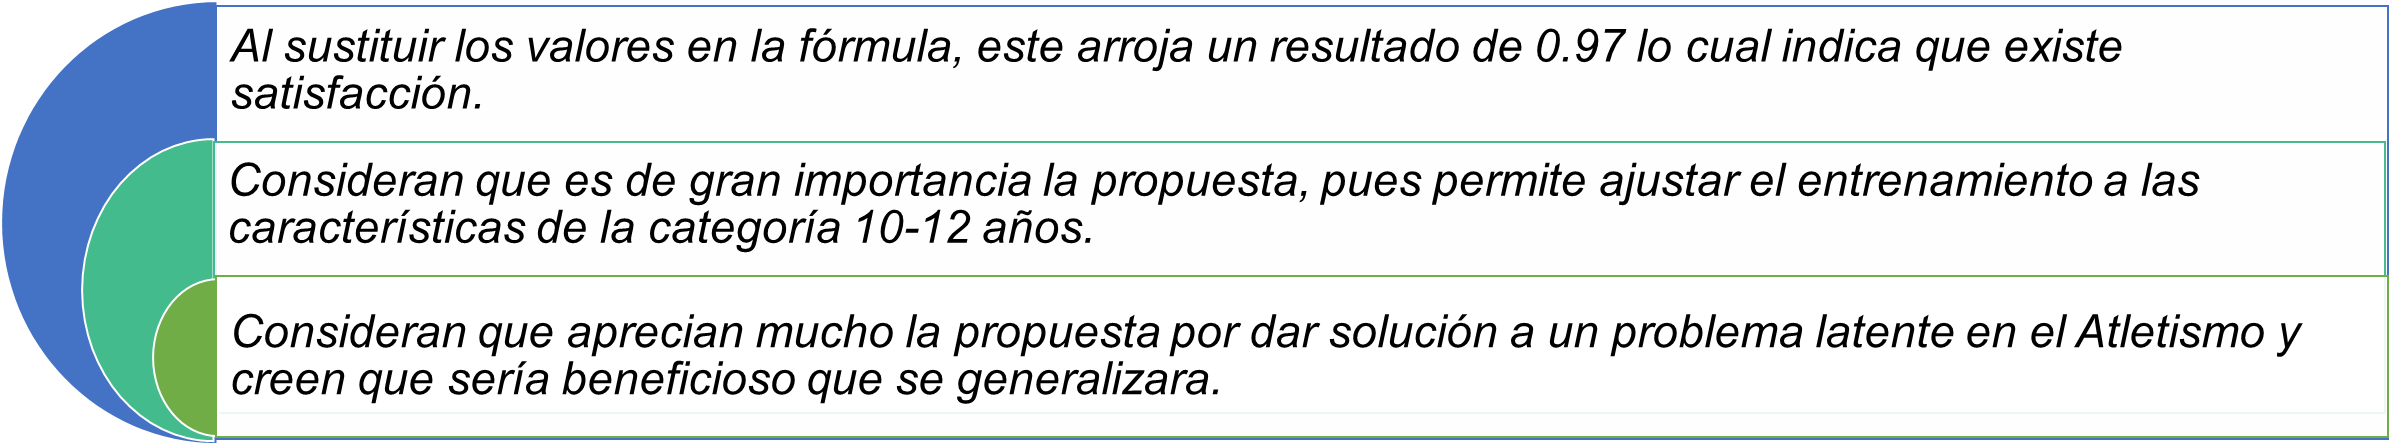 Al sustituir los valores en la fórmula, este arroja un resultado de 0.97 lo cual indica que existe
satisfacción.
Consideran que es de gran importancia la propuesta, pues permite ajustar el entrenamiento a las
características de la categoría 10-12 años.
Consideran que aprecian mucho la propuesta por dar solución a un problema latente en el Atletismo y
creen que sería beneficioso que se generalizara.